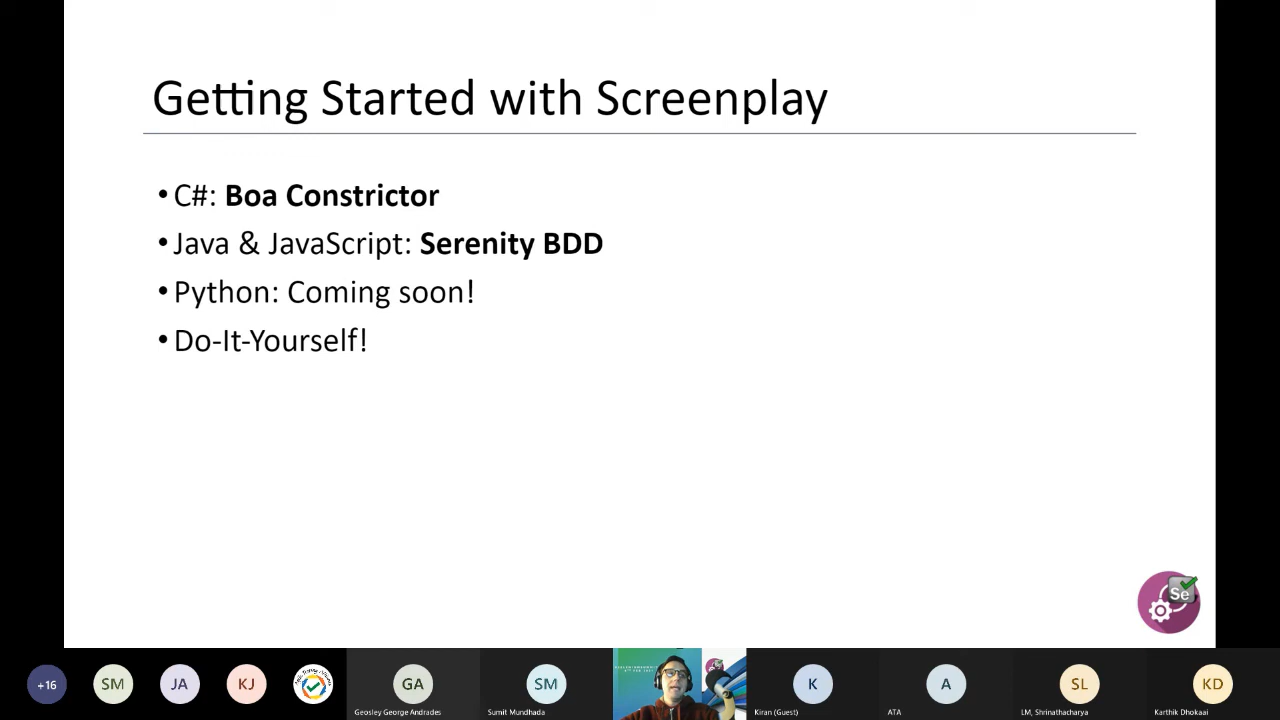 Getting Started with Screenplay
•C#: Boa Constrictor
•Java & JavaScript: Serenity BDD
•Python: Coming soon!
•Do-It-Yourself!
Se
+16
SM
JA
KJ
GA
SM
K
A
SL
KD
Geosley George Andrades
Sumit Mundhada
Kiran (Guest)
ATA
LM, Shrinathacharya
Karthik Dhokaai